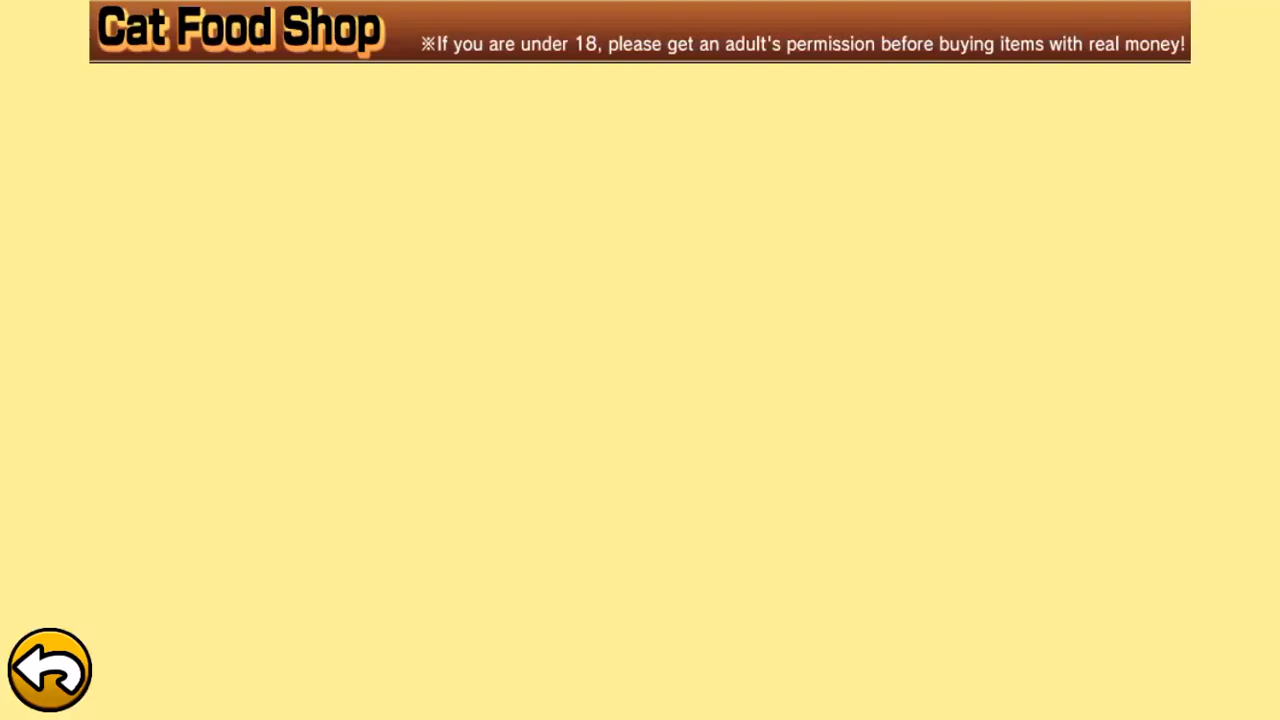 Cat Food Shop
※If you are under 18, please get an adult's permission before buying items with real money!